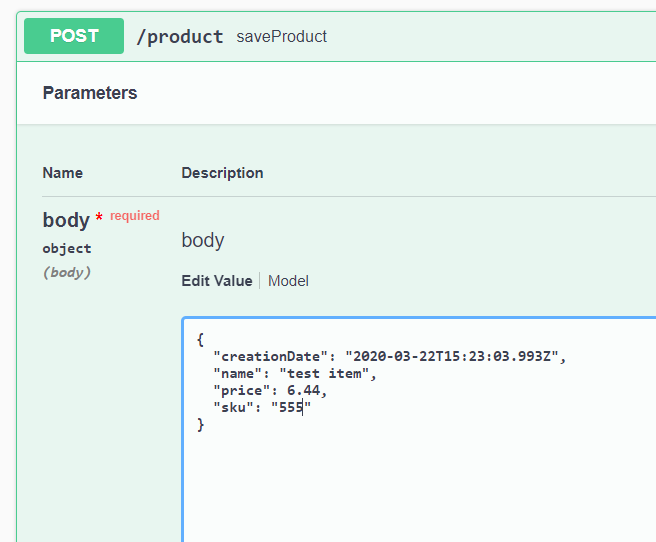 POST /product saveProduct
Parameters
Name Description
body * required
object
(body)
body
Edit Value Model
{
  "creationDate": "2020-03-22T15:23:03.993Z",
  "name": "test item",
  "price": 6.44,
  "sku": "555"
}